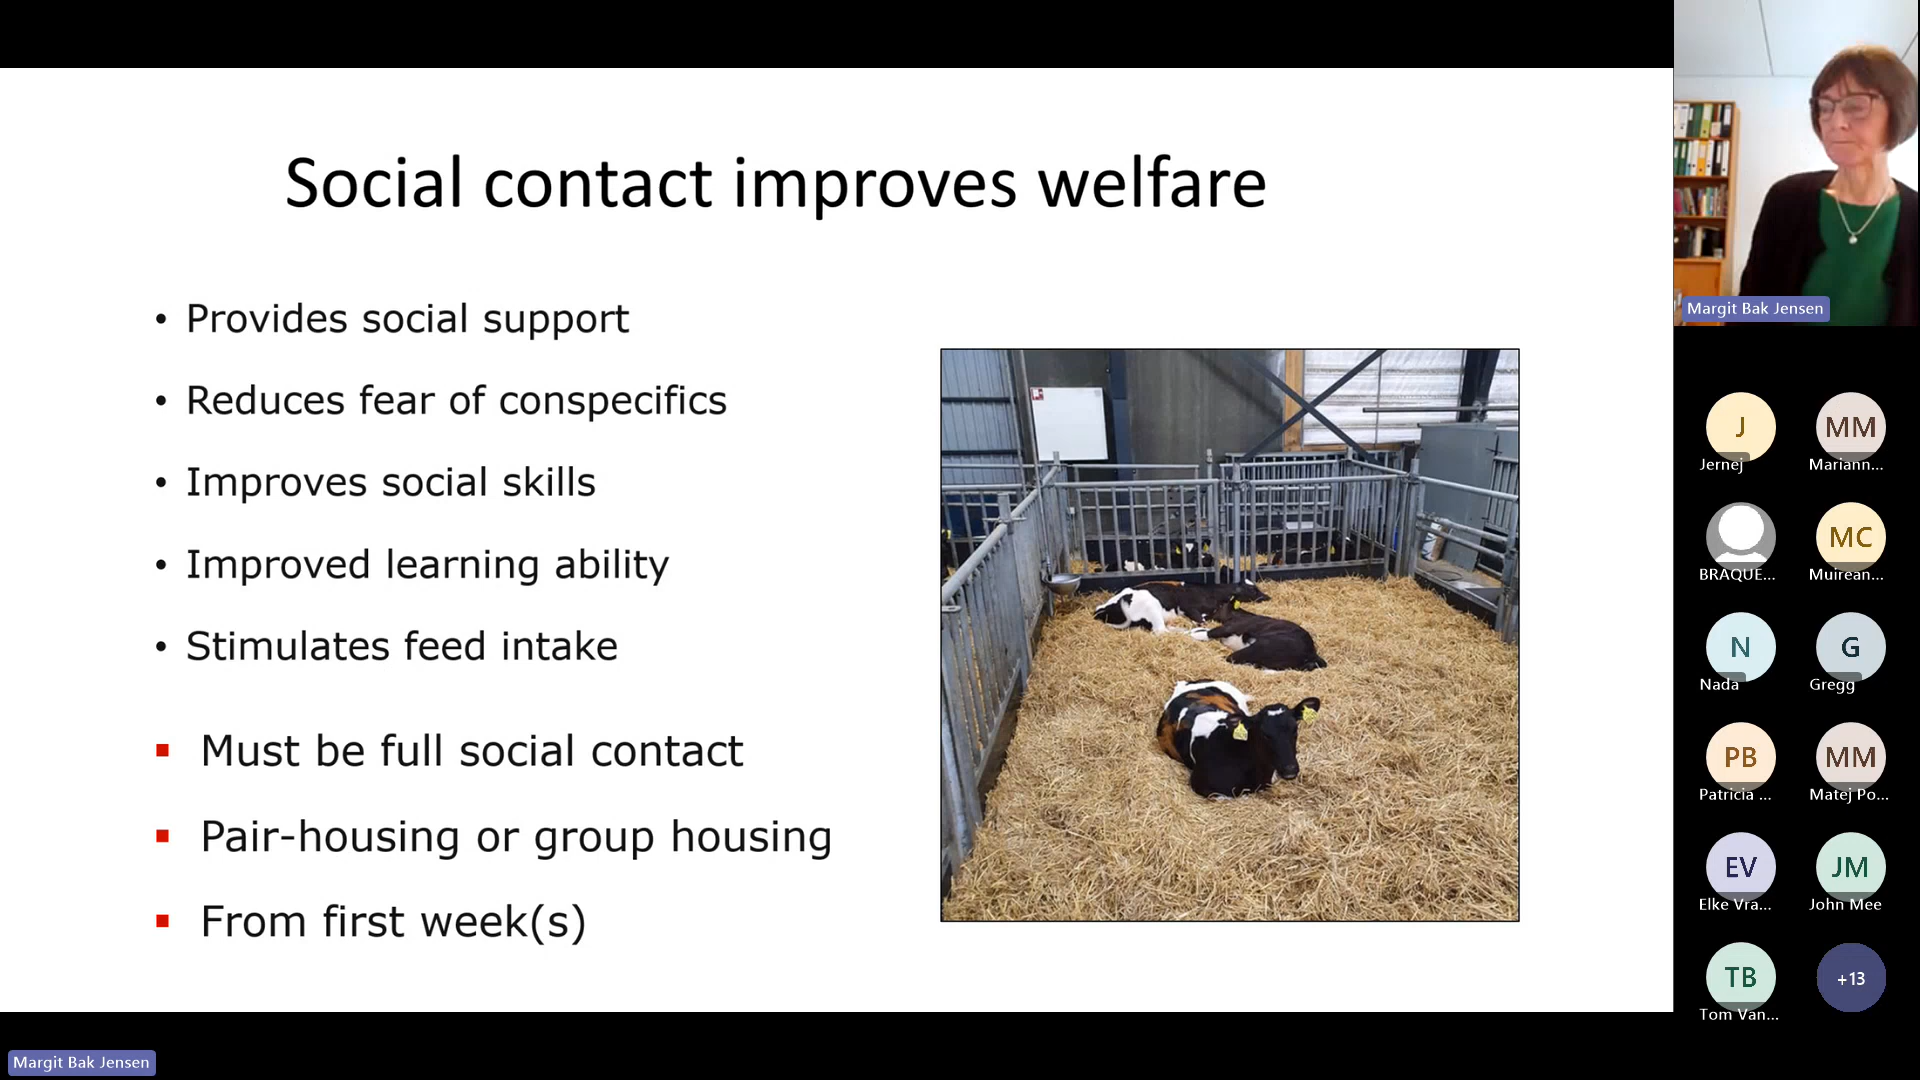 Social contact improves welfare
• Provides social support
• Reduces fear of conspecifics
• Improves social skills
• Improved learning ability
• Stimulates feed intake
▪ Must be full social contact
▪ Pair-housing or group housing
▪ From first week(s)
Margit Bak Jensen
J
Jernej
MM
Mariann...
BRAQUE...
MC
Muirean...
N
Nada
G
Gregg
PB
Patricia ...
MM
Matej Po...
EV
Elke Vra...
JM
John Mee
TB
Tom Van...
+13
Margit Bak Jensen